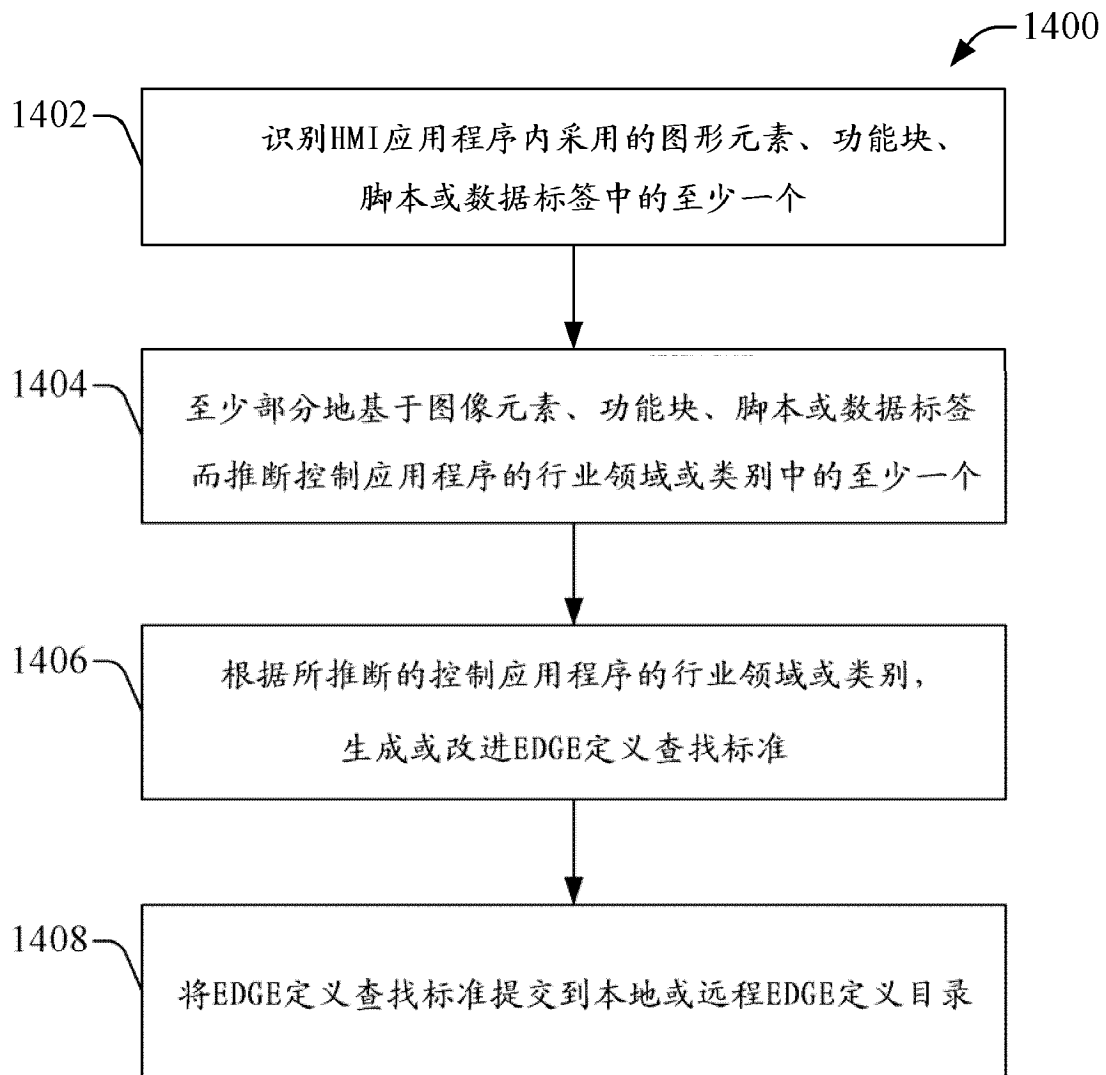 1400
1402
识别HMI应用程序内采用的图形元素、功能块、
脚本或数据标签中的至少一个
1404
至少部分地基于图像元素、功能块、脚本或数据标签
而推断控制应用程序的行业领域或类别中的至少一个
1406
根据所推断的控制应用程序的行业领域或类别,
生成或改进EDGE定义查找标准
1408
将EDGE定义查找标准提交到本地或远程EDGE定义目录